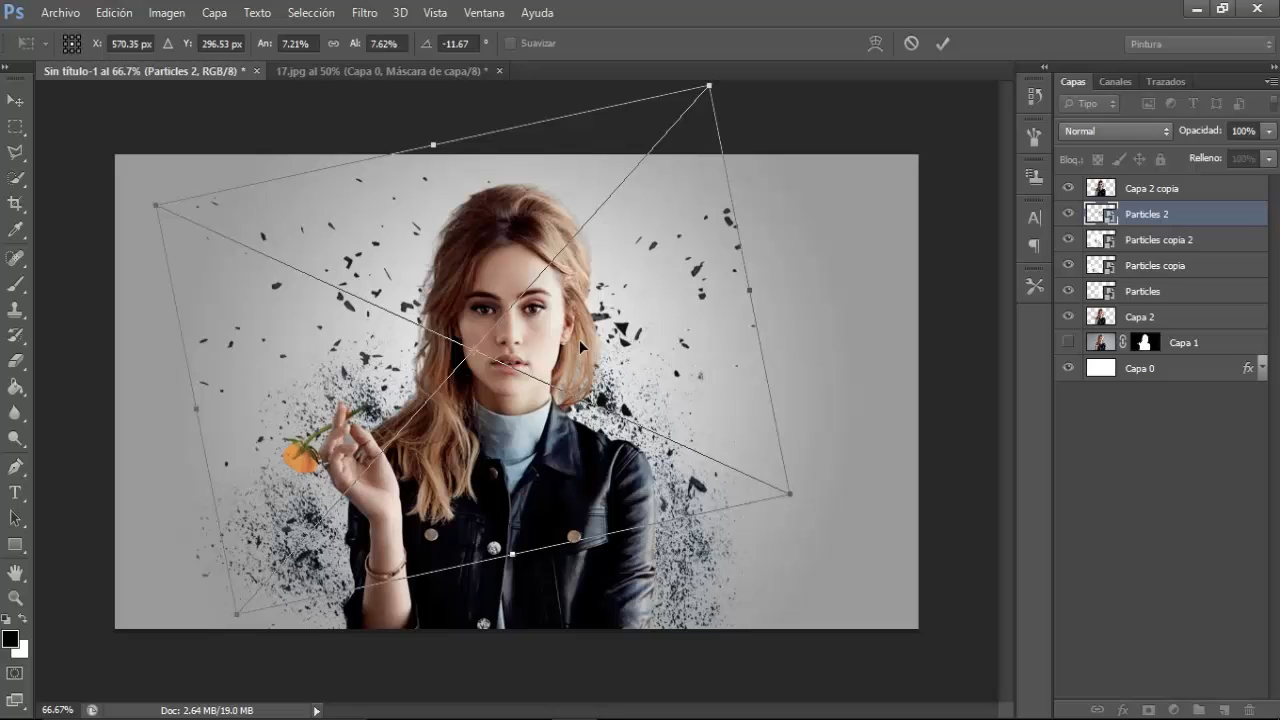 Ps Archivo Edición Imagen Capa Texto Selección Filtro 3D Vista Ventana Ayuda
X: 570.35 px Y: 296.53 px An: 7.21% Al: 7.62% -11.67 ° Suavizar Pintura
Sin título-1 al 66.7% (Particles 2, RGB/8) * × 17.jpg al 50% (Capa 0, Máscara de capa/8) * ×
Capas Canales Trazados
Tipo
Normal Opacidad: 100%
Bloq.: Relleno: 100%
Capa 2 copia
Particles 2
Particles copia 2
Particles copia
Particles
Capa 2
Capa 1
Capa 0 fx
66.67% Doc: 2.64 MB/19.0 MB